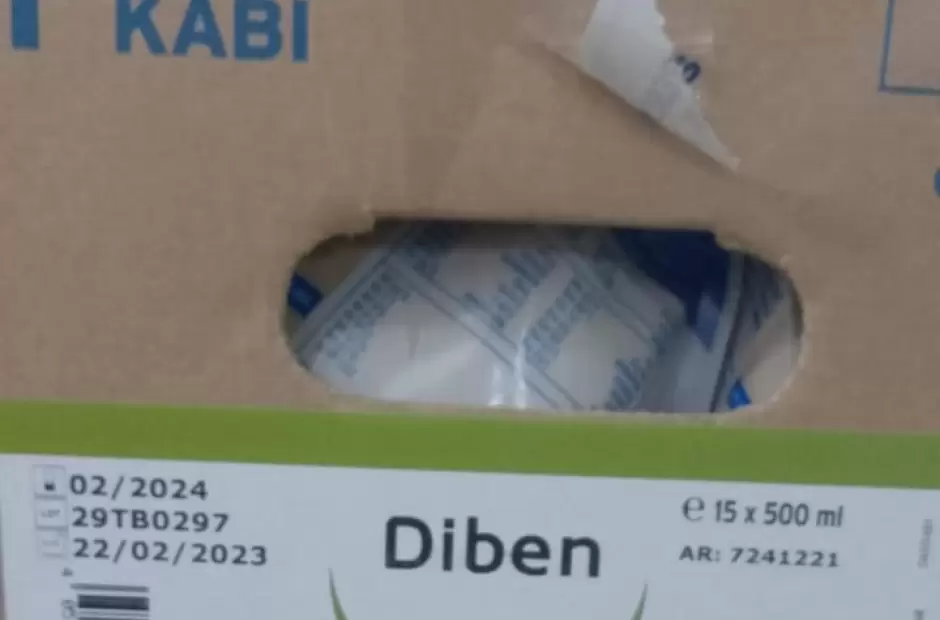 KABI
02/2024
29TB0297
22/02/2023
Diben
e 15 x 500 ml
AR: 7241221